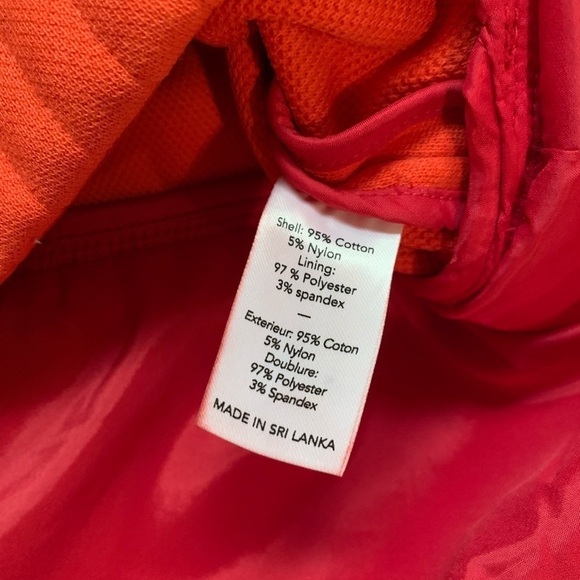 Shell: 95% Cotton
5% Nylon
Lining:
97 % Polyester
3% spandex
—
Exterieur: 95% Coton
5% Nylon
Doublure:
97% Polyester
3% Spandex
MADE IN SRI LANKA